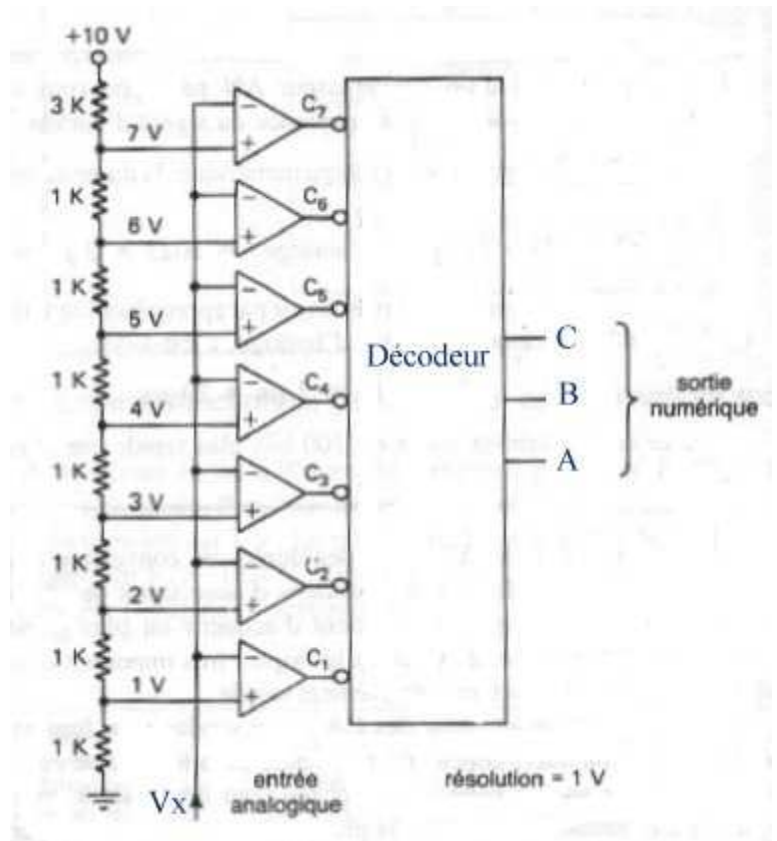 +10 V
3 K
7 V
C7
1 K
6 V
C6
1 K
5 V
C5
1 K
4 V
C4
1 K
3 V
C3
1 K
2 V
C2
1 K
1 V
C1
1 K
Décodeur
C
B
A
sortie
numérique
Vx
entrée
analogique
résolution = 1 V